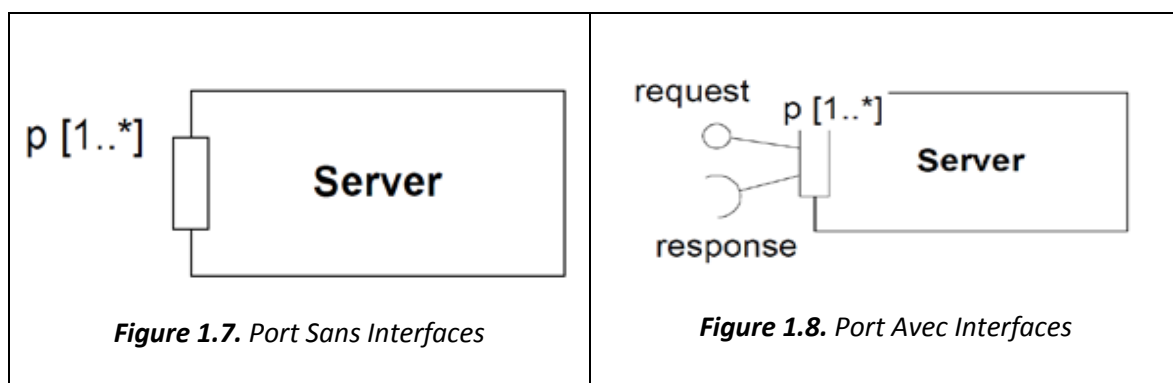 p [1..*]
Server
Figure 1.7. Port Sans Interfaces
request
p [1..*]
Server
response
Figure 1.8. Port Avec Interfaces